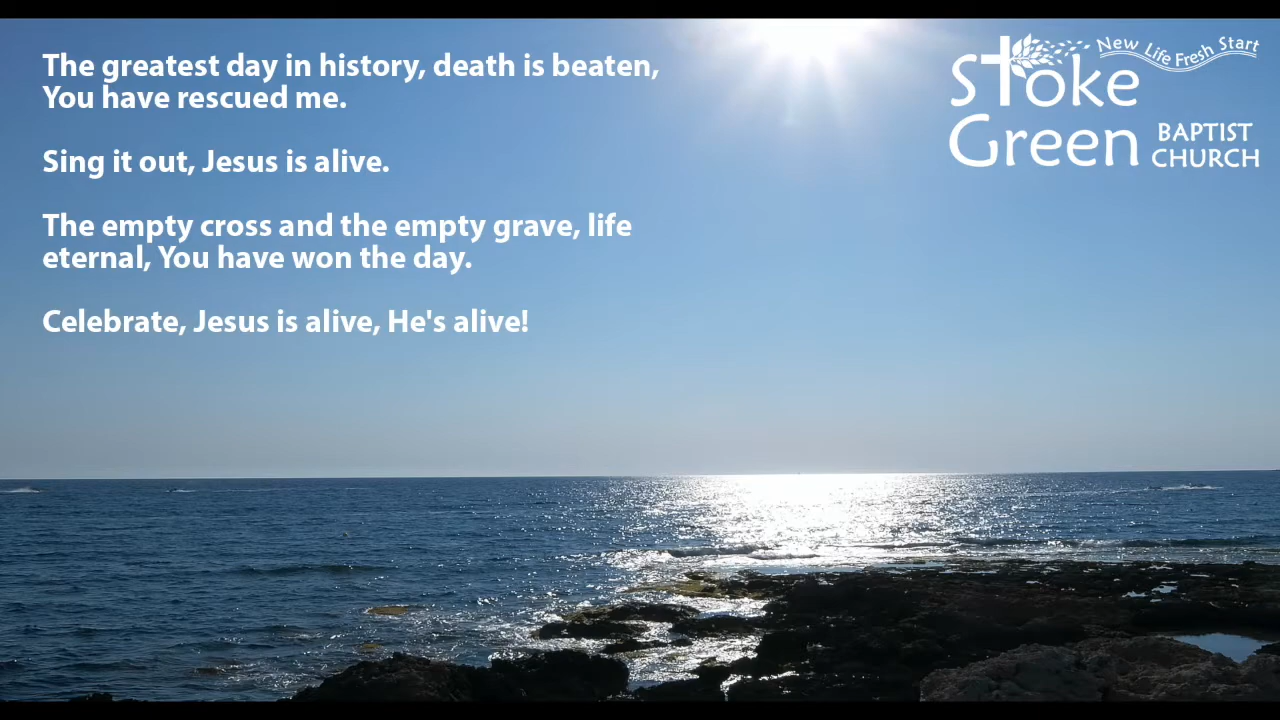 The greatest day in history, death is beaten,
You have rescued me.
Sing it out, Jesus is alive.
The empty cross and the empty grave, life
eternal, You have won the day.
Celebrate, Jesus is alive, He's alive!
New Life Fresh Start
Stoke
Green BAPTIST
CHURCH